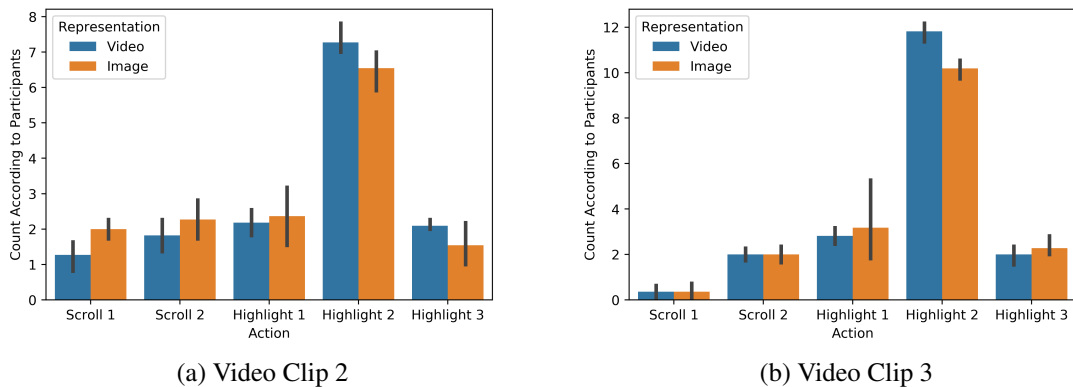 Representation
Video
Image
8
7
6
5
4
3
2
1
0
Count According to Participants
Scroll 1 Scroll 2 Highlight 1 Highlight 2 Highlight 3
Action
(a) Video Clip 2
Representation
Video
Image
12
10
8
6
4
2
0
Count According to Participants
Scroll 1 Scroll 2 Highlight 1 Highlight 2 Highlight 3
Action
(b) Video Clip 3